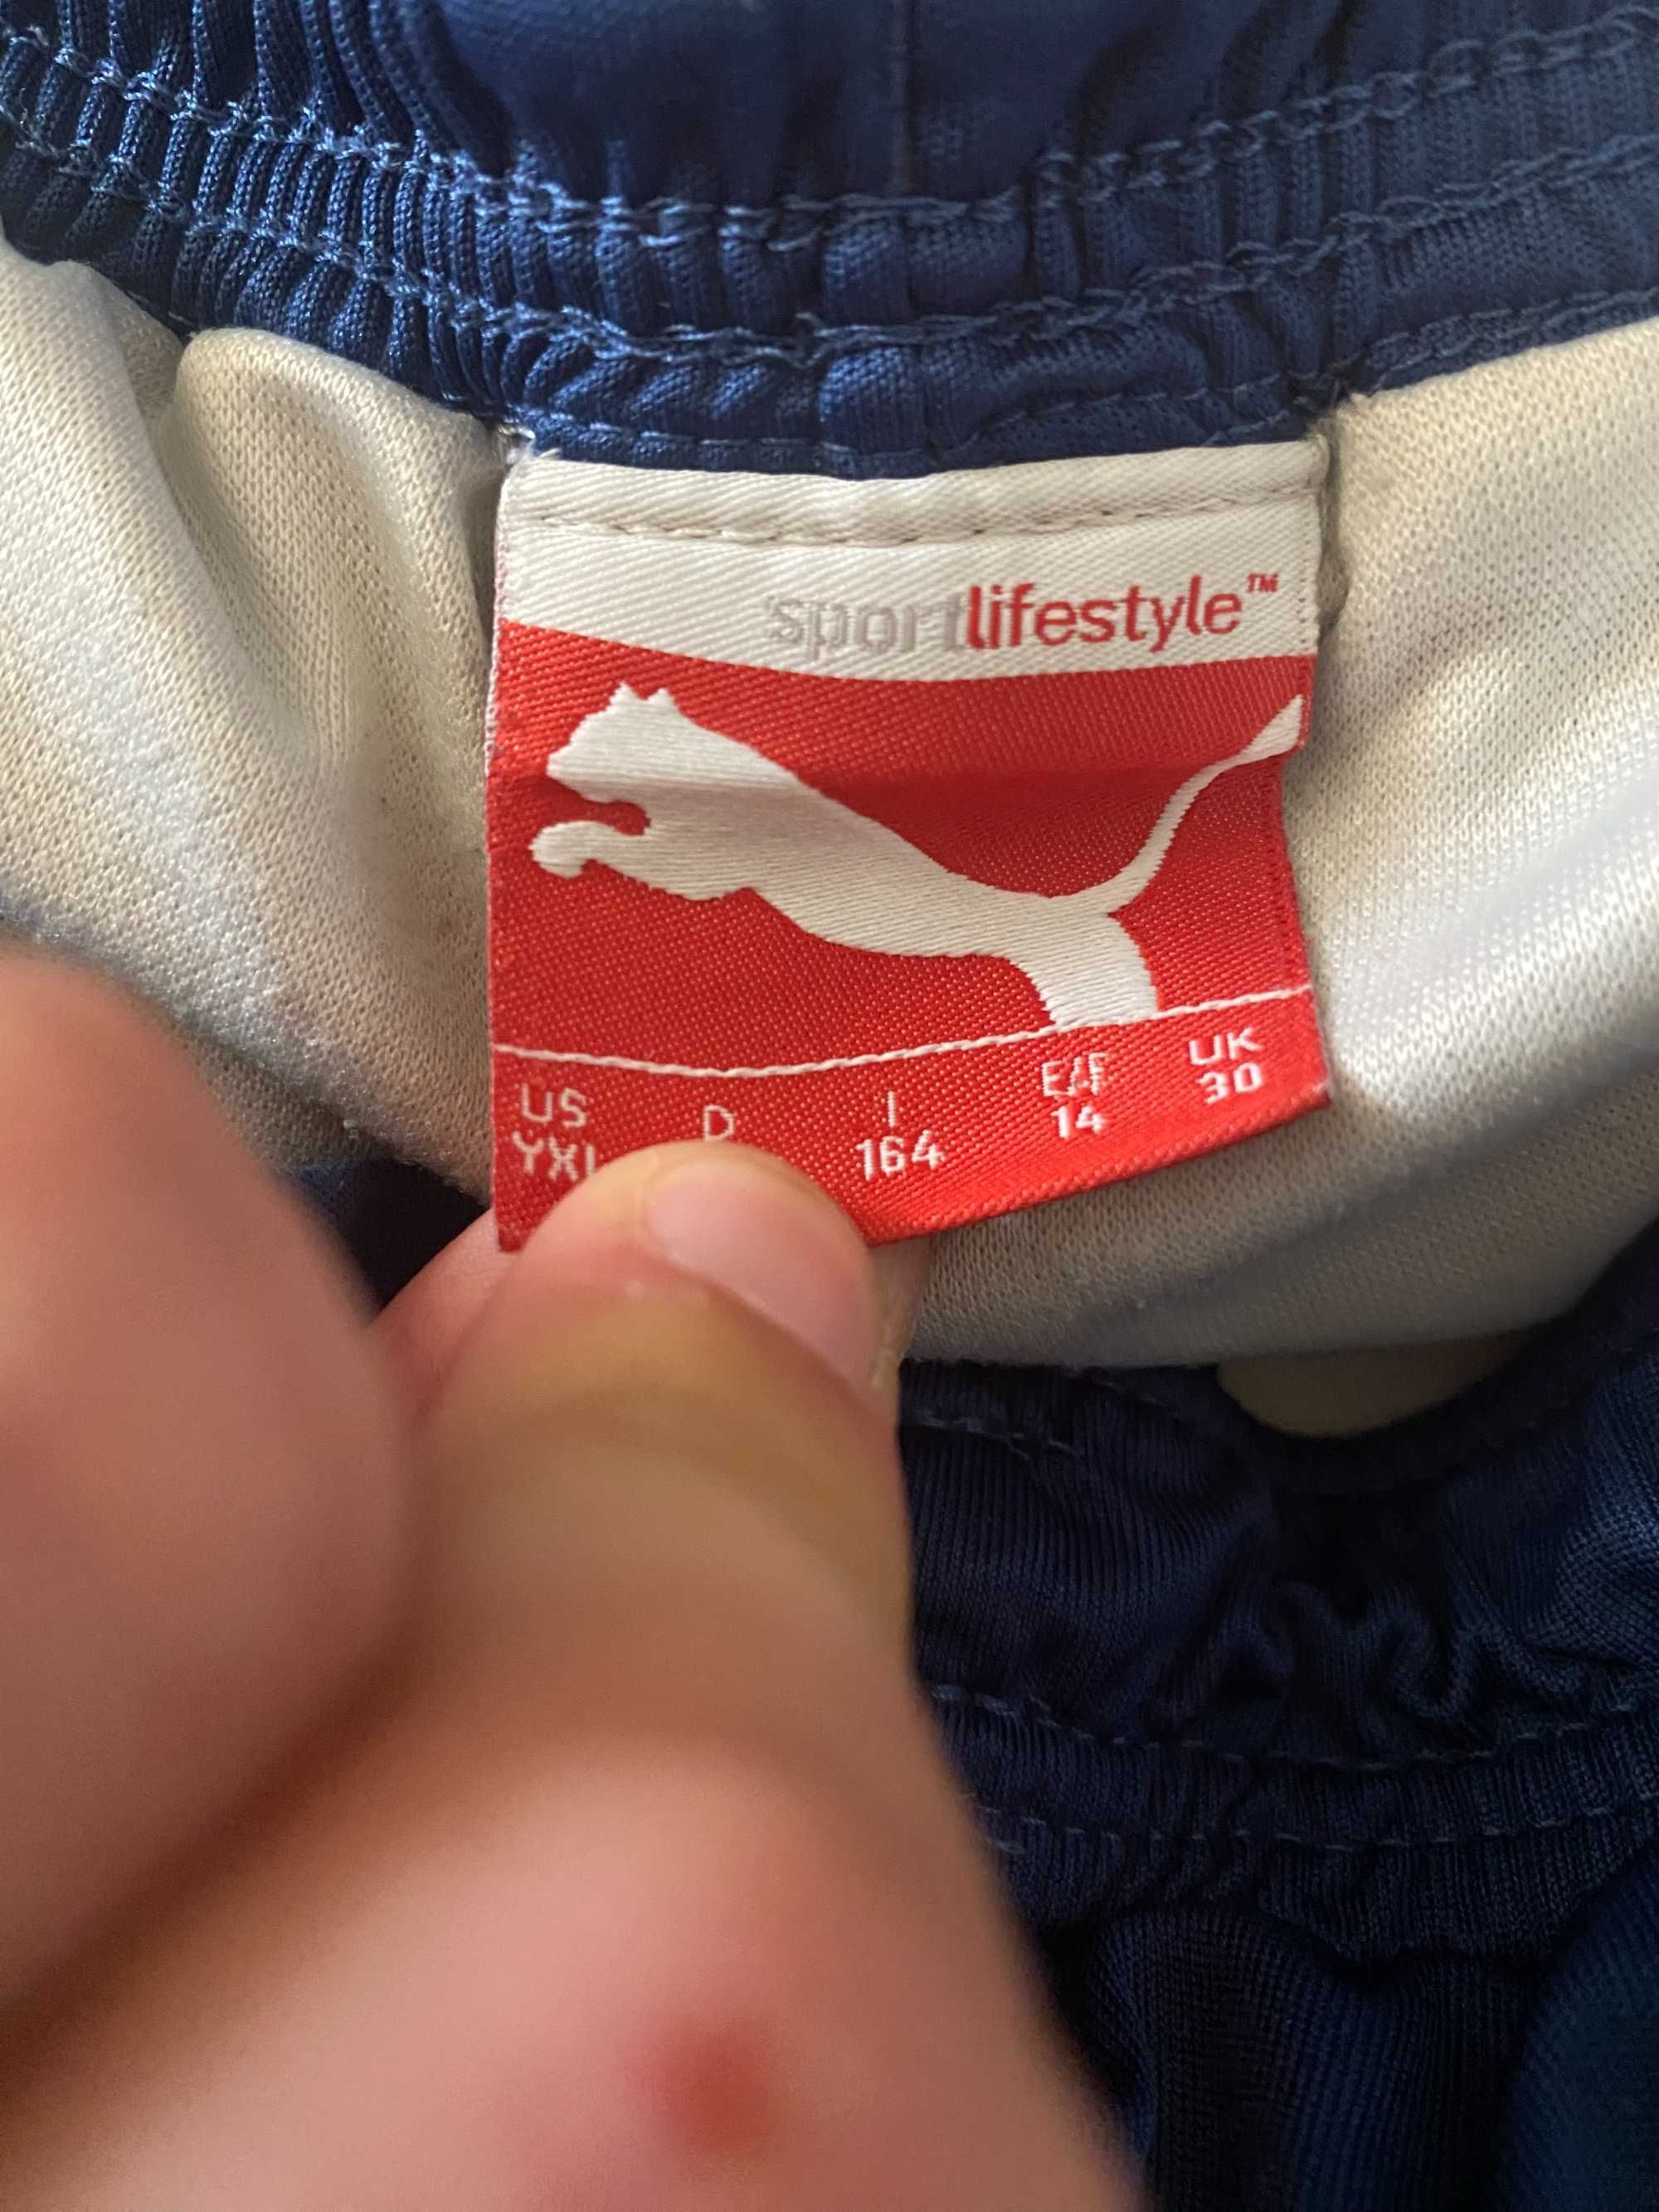 sportlifestyle™
US D I E/F UK
164 14 30